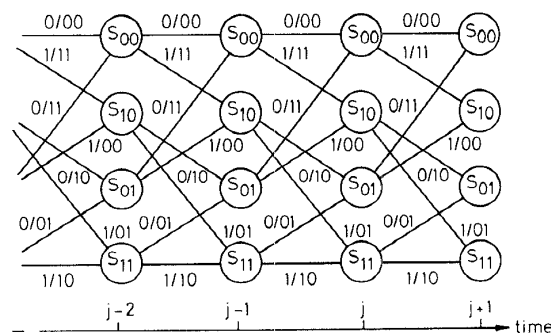 0/00 0/00 0/00 0/00
S00 S00 S00 S00
1/11 1/11 1/11 1/11
0/11 0/11 0/11 0/11
S10 S10 S10 S10
1/00 1/00 1/00 1/00
0/10 0/10 0/10
S01 S01 S01 S01
0/01 0/01 0/01 0/01
1/01 1/01 1/01 1/01
S11 S11 S11 S11
1/10 1/10 1/10 1/10
j-2 j-1 j j+1 time